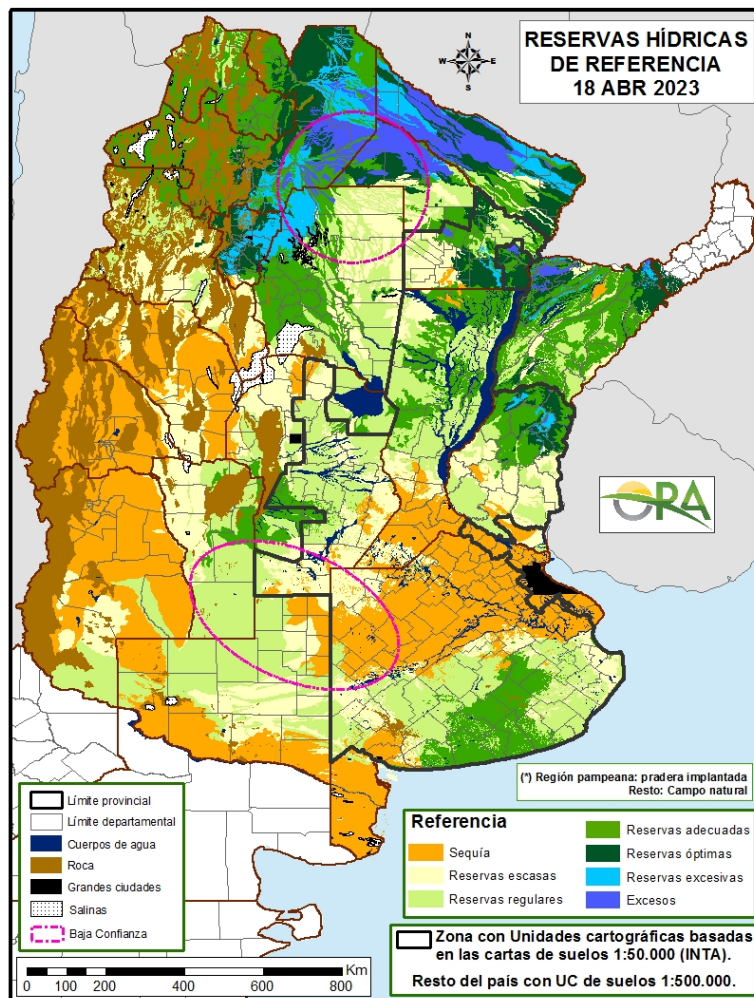 RESERVAS HÍDRICAS
DE REFERENCIA
18 ABR 2023
N
W E
S
ORA
(*) Región pampeana: pradera implantada
Resto: Campo natural
Límite provincial
Límite departamental
Cuerpos de agua
Roca
Grandes ciudades
Salinas
Baja Confianza
Referencia
Sequía
Reservas escasas
Reservas regulares
Reservas adecuadas
Reservas óptimas
Reservas excesivas
Excesos
Zona con Unidades cartográficas basadas
en las cartas de suelos 1:50.000 (INTA).
Resto del país con UC de suelos 1:500.000.
Km
0 100 200 400 600 800